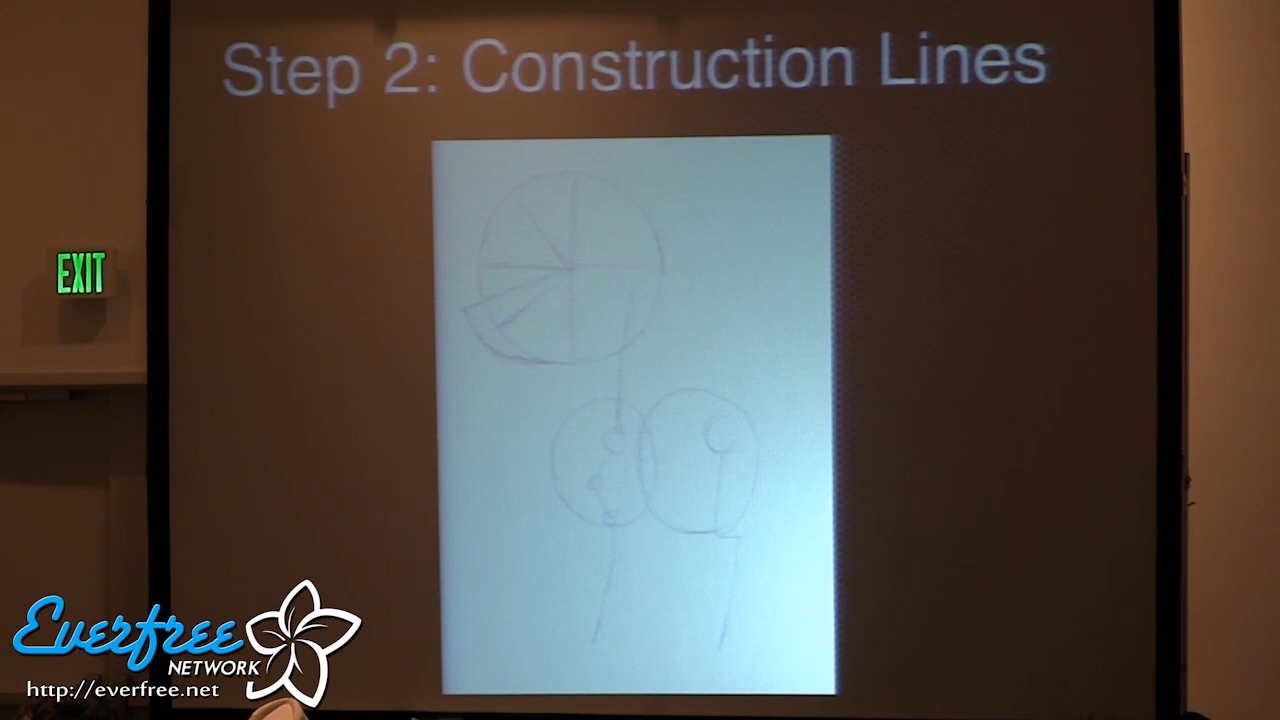 Step 2: Construction Lines
EXIT
Everfree
NETWORK
http://everfree.net